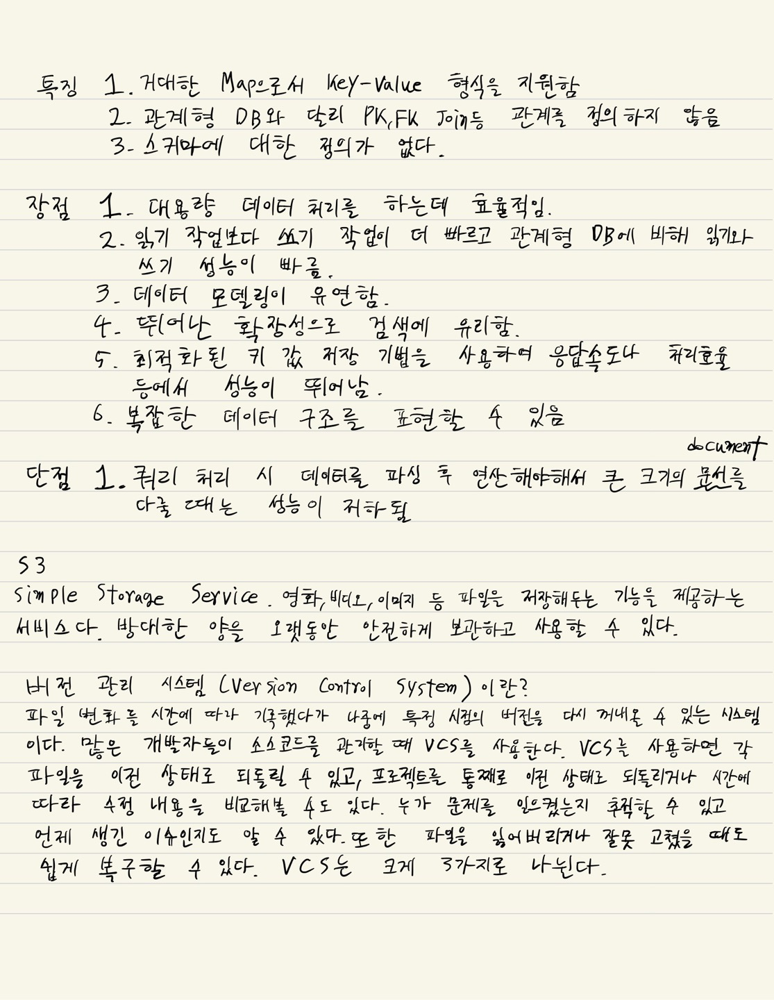 특징 1. 거대한 Map으로서 Key-Value 형식을 지원함
2. 관계형 DB와 달리 PK,FK Join등 관계를 정의하지 않음
3. 스키마에 대한 정의가 없다.
장점 1. 대용량 데이터 처리를 하는데 효율적임.
2. 읽기 작업보다 쓰기 작업이 더 빠르고 관계형 DB에 비해 읽기와
쓰기 성능이 빠름.
3. 데이터 모델링이 유연함.
4. 뛰어난 확장성으로 검색에 유리함.
5. 최적화된 키 값 저장 기법을 사용하여 응답속도나 처리효율
등에서 성능이 뛰어남.
6. 복잡한 데이터 구조를 표현할 수 있음
document
단점 1. 쿼리 처리 시 데이터를 파싱 후 연산해야해서 큰 크기의 문서를
다룰 때는 성능이 저하됨
S3
Simple Storage Service. 영화, 비디오, 이미지 등 파일을 저장해두는 기능을 제공하는
서비스다. 방대한 양을 오랫동안 안전하게 보관하고 사용할 수 있다.
버전 관리 시스템 (Version Control System) 이란?
파일 변화를 시간에 따라 기록했다가 나중에 특정 시점의 버전을 다시 꺼내올 수 있는 시스템
이다. 많은 개발자들이 소스코드를 관리할 때 VCS를 사용한다. VCS를 사용하면 각
파일을 이전 상태로 되돌릴 수 있고, 프로젝트를 통째로 이전 상태로 되돌리거나 시간에
따라 수정 내용을 비교해볼 수도 있다. 누가 문제를 일으켰는지 추적할 수 있고
언제 생긴 이슈인지도 알 수 있다. 또한 파일을 잃어버리거나 잘못 고쳤을 때도
쉽게 복구할 수 있다. VCS는 크게 3가지로 나뉜다.